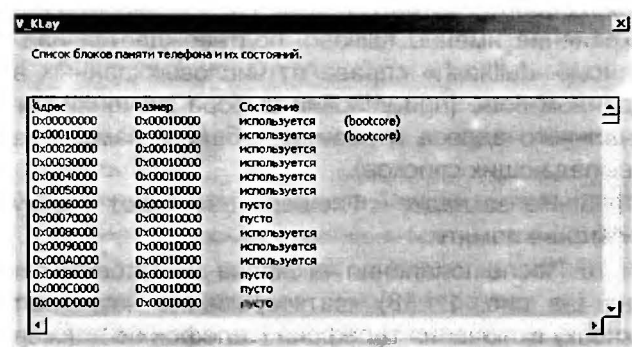 V_KLay
Список блоков памяти телефона и их состояний.
Адрес Размер Состояние
0x00000000 0x00010000 используется (bootcore)
0x00010000 0x00010000 используется (bootcore)
0x00020000 0x00010000 используется
0x00030000 0x00010000 используется
0x00040000 0x00010000 используется
0x00050000 0x00010000 используется
0x00060000 0x00010000 пусто
0x00070000 0x00010000 пусто
0x00080000 0x00010000 используется
0x00090000 0x00010000 используется
0x000A0000 0x00010000 используется
0x000B0000 0x00010000 пусто
0x000C0000 0x00010000 пусто
0x000D0000 0x00010000 пусто